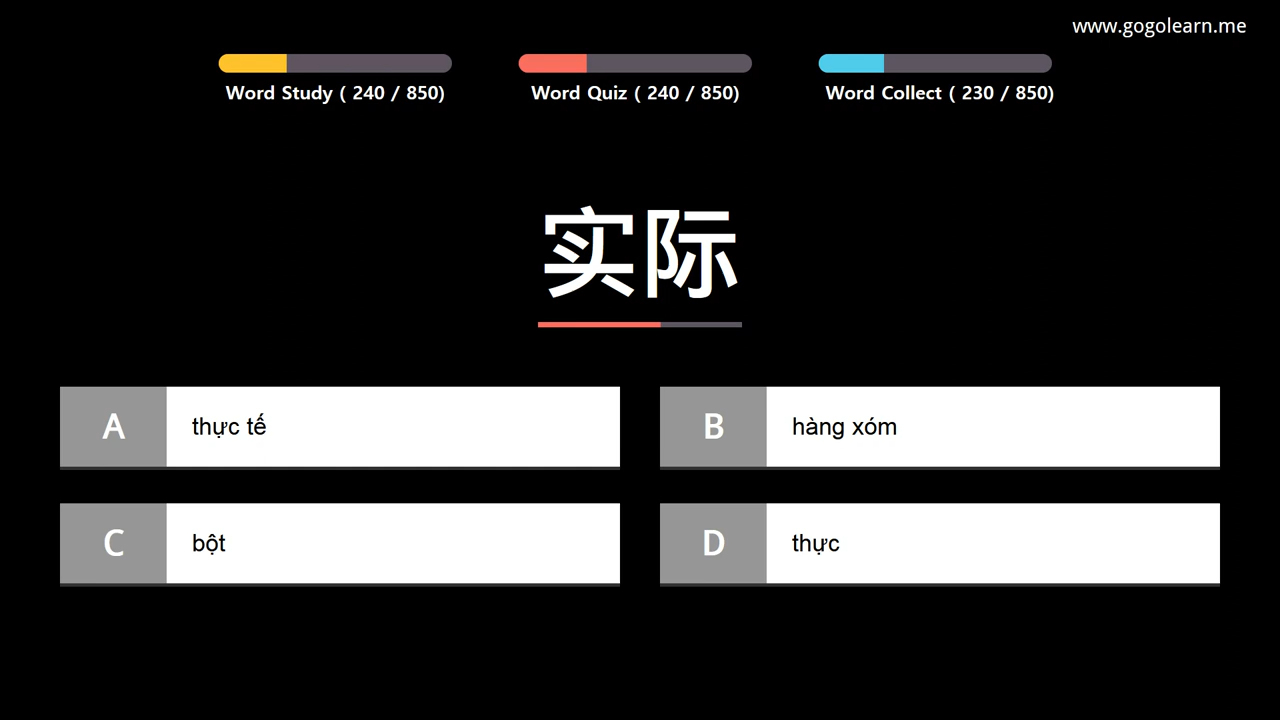 www.gogolearn.me
Word Study ( 240 / 850)
Word Quiz ( 240 / 850)
Word Collect ( 230 / 850)
实际
A thực tế
B hàng xóm
C bột
D thực